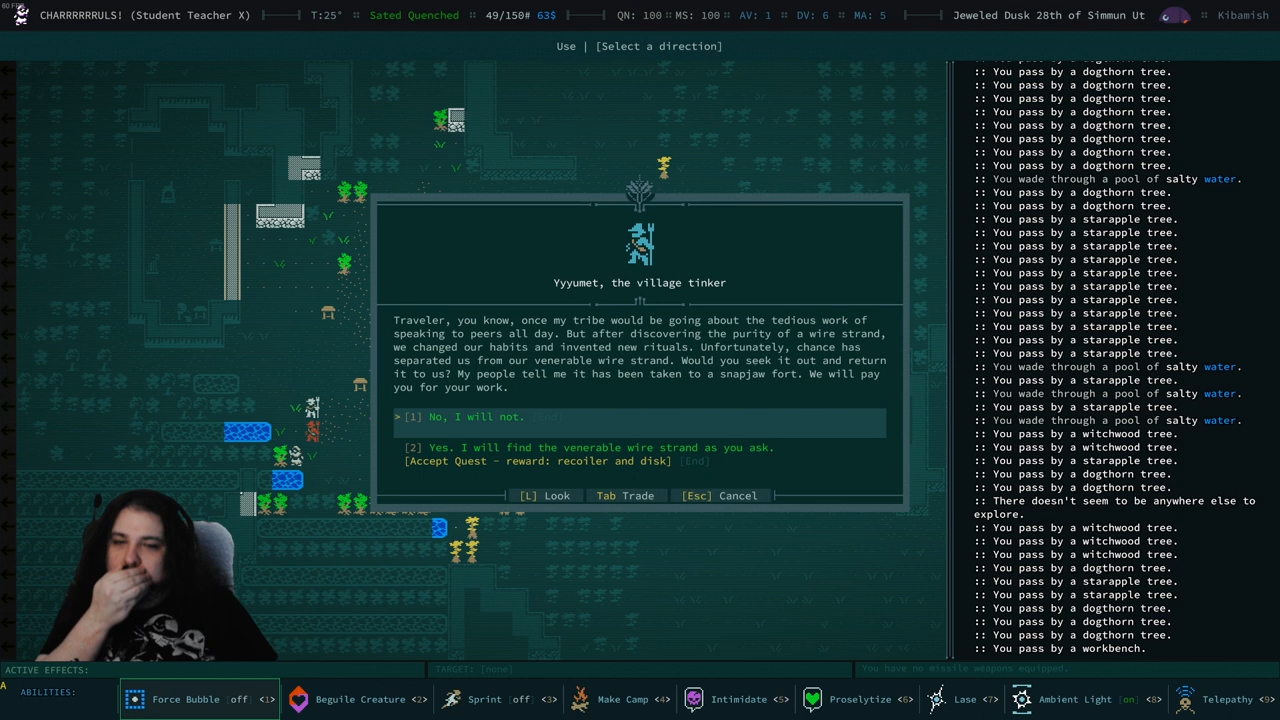 60 FPS
CHARRRRRULS! (Student Teacher X) T:25° :: Sated Quenched :: 49/150# 63$ QN: 100 :: MS: 100 :: AV: 1 :: DV: 6 :: MA: 5 Jeweled Dusk 28th of Simmun Ut :: Kibamish
Use | [Select a direction]
:: You pass by a dogthorn tree.
:: You pass by a dogthorn tree.
:: You pass by a dogthorn tree.
:: You pass by a dogthorn tree.
:: You pass by a dogthorn tree.
:: You pass by a dogthorn tree.
:: You pass by a dogthorn tree.
:: You pass by a dogthorn tree.
:: You pass by a dogthorn tree.
:: You wade through a pool of salty water.
:: You pass by a dogthorn tree.
:: You pass by a dogthorn tree.
:: You pass by a starapple tree.
:: You pass by a starapple tree.
:: You pass by a starapple tree.
:: You pass by a starapple tree.
:: You pass by a starapple tree.
:: You pass by a starapple tree.
:: You pass by a starapple tree.
:: You pass by a starapple tree.
:: You pass by a starapple tree.
:: You pass by a starapple tree.
:: You pass by a starapple tree.
:: You wade through a pool of salty water.
:: You pass by a starapple tree.
:: You wade through a pool of salty water.
:: You pass by a starapple tree.
:: You wade through a pool of salty water.
:: You pass by a witchwood tree.
:: You pass by a witchwood tree.
:: You pass by a starapple tree.
:: You pass by a dogthorn tree.
:: You pass by a dogthorn tree.
:: There doesn't seem to be anywhere else to
explore.
:: You pass by a witchwood tree.
:: You pass by a witchwood tree.
:: You pass by a witchwood tree.
:: You pass by a dogthorn tree.
:: You pass by a starapple tree.
:: You pass by a starapple tree.
:: You pass by a dogthorn tree.
:: You pass by a dogthorn tree.
:: You pass by a dogthorn tree.
:: You pass by a workbench.
Yyyumet, the village tinker
Traveler, you know, once my tribe would be going about the tedious work of
speaking to peers all day. But after discovering the purity of a wire strand,
we changed our habits and invented new rituals. Unfortunately, chance has
separated us from our venerable wire strand. Would you seek it out and return
it to us? My people tell me it has been taken to a snapjaw fort. We will pay
you for your work.
> [1] No, I will not. [End]
[2] Yes. I will find the venerable wire strand as you ask.
[Accept Quest - reward: recoiler and disk] [End]
[L] Look Tab Trade [Esc] Cancel
ACTIVE EFFECTS: TARGET: [none] You have no missile weapons equipped.
A
ABILITIES: Force Bubble [off] <1> Beguile Creature <2> Sprint [off] <3> Make Camp <4> Intimidate <5> Proselytize <6> Lase <7> Ambient Light [on] <8> Telepathy <9>